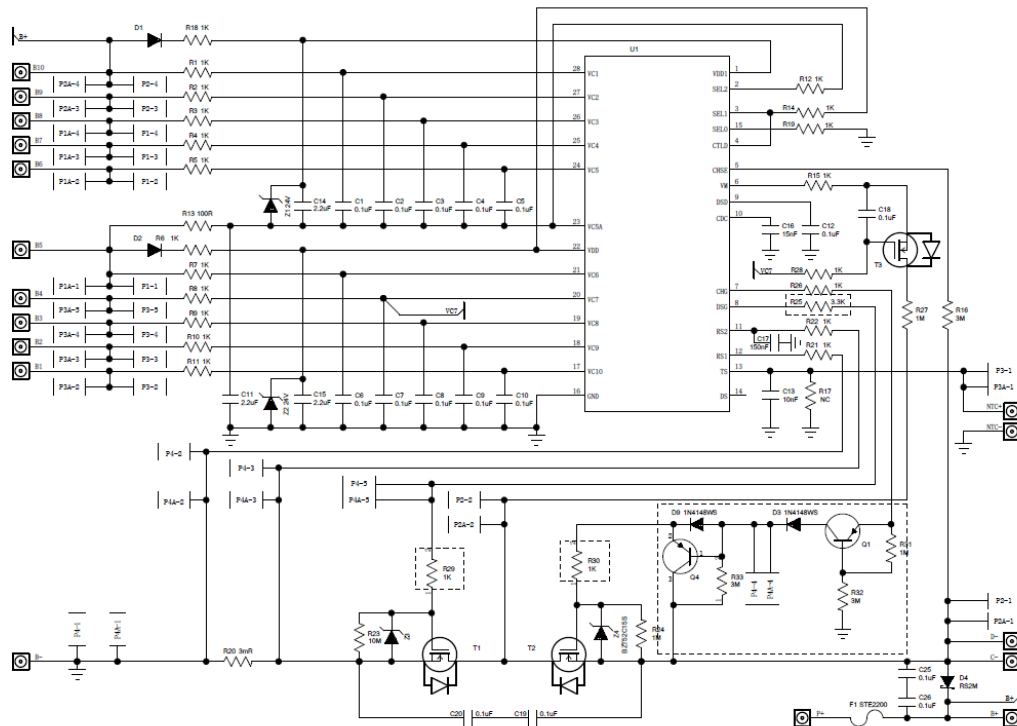 B+
D1
R18 1K
U1
B10
R1 1K
28
VC1
VDD1
1
P2A-4
P2-4
SEL2
2
R12 1K
B9
R2 1K
27
VC2
P2A-3
P2-3
SEL1
3
R14
1K
B8
R3 1K
26
VC3
SEL0
15
R19
1K
P1A-4
P1-4
B7
R4 1K
25
VC4
CTLD
4
P1A-3
P1-3
B6
R5 1K
24
VC5
CHSE
5
P1A-2
P1-2
VM
6
R15 1K
DSD
9
Z1 24V
C14
2.2uF
C1
0.1uF
C2
0.1uF
C3
0.1uF
C4
0.1uF
C5
0.1uF
C18
0.1uF
R13 100R
23
VC5A
CDC
10
C16
15nF
C12
0.1uF
B5
D2
R6 1K
22
VDD
T3
R7 1K
21
VC6
VC7
R28
1K
P1A-1
P1-1
CHG
7
R26
1K
B4
R8 1K
20
VC7
DSG
8
R25
3.3K
P3A-5
P3-5
VC7
R27
1M
R16
3M
B3
R9 1K
19
VC8
RS2
11
R22 1K
P3A-4
P3-4
C17
150nF
B2
R10 1K
18
VC9
RS1
12
R21 1K
P3A-3
P3-3
B1
R11 1K
17
VC10
TS
13
P3-1
P3A-2
P3-2
P3A-1
C11
2.2uF
Z2 24V
C15
2.2uF
C6
0.1uF
C7
0.1uF
C8
0.1uF
C9
0.1uF
C10
0.1uF
16
GND
DS
14
C13
10nF
R17
NC
NTC+
NTC-
P4-2
P4-3
P4-5
P4A-2
P4A-3
P4A-5
P2-2
P2A-2
D9 1N4148WS
D3 1N4148WS
Q1
2
1
3
Q4
R29
1K
R30
1K
R33
3M
P4-4
P4A-4
R32
3M
1M
P4-1
P4A-1
R23
10M
Z4
BZT52C15S
1M
P2-1
P2A-1
D-
B-
R20 3mR
T1
T2
C-
C25
0.1uF
D4
RS2M
C20
0.1uF
C19
0.1uF
C26
0.1uF
B+
P+
F1 STE2200
B+